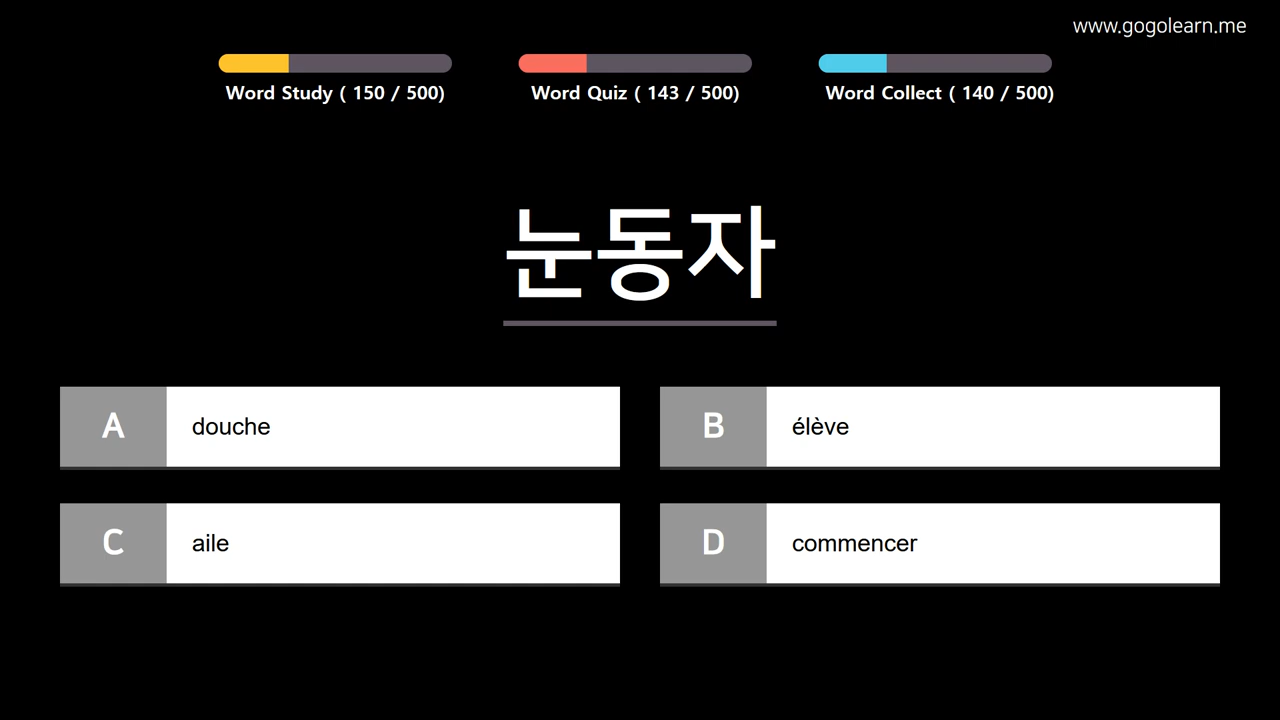 www.gogolearn.me
Word Study ( 150 / 500)
Word Quiz ( 143 / 500)
Word Collect ( 140 / 500)
눈동자
A douche
B élève
C aile
D commencer